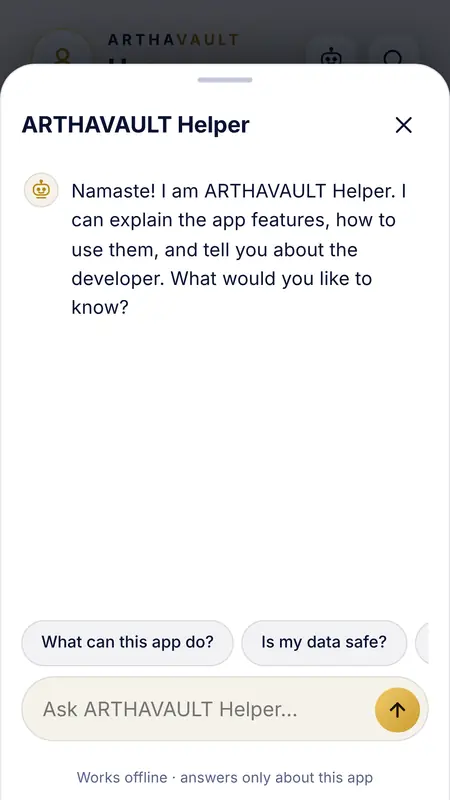 ARTHAVAULT
ARTHAVAULT Helper
Namaste! I am ARTHAVAULT Helper. I
can explain the app features, how to
use them, and tell you about the
developer. What would you like to
know?
What can this app do?
Is my data safe?
Ask ARTHAVAULT Helper...
Works offline · answers only about this app